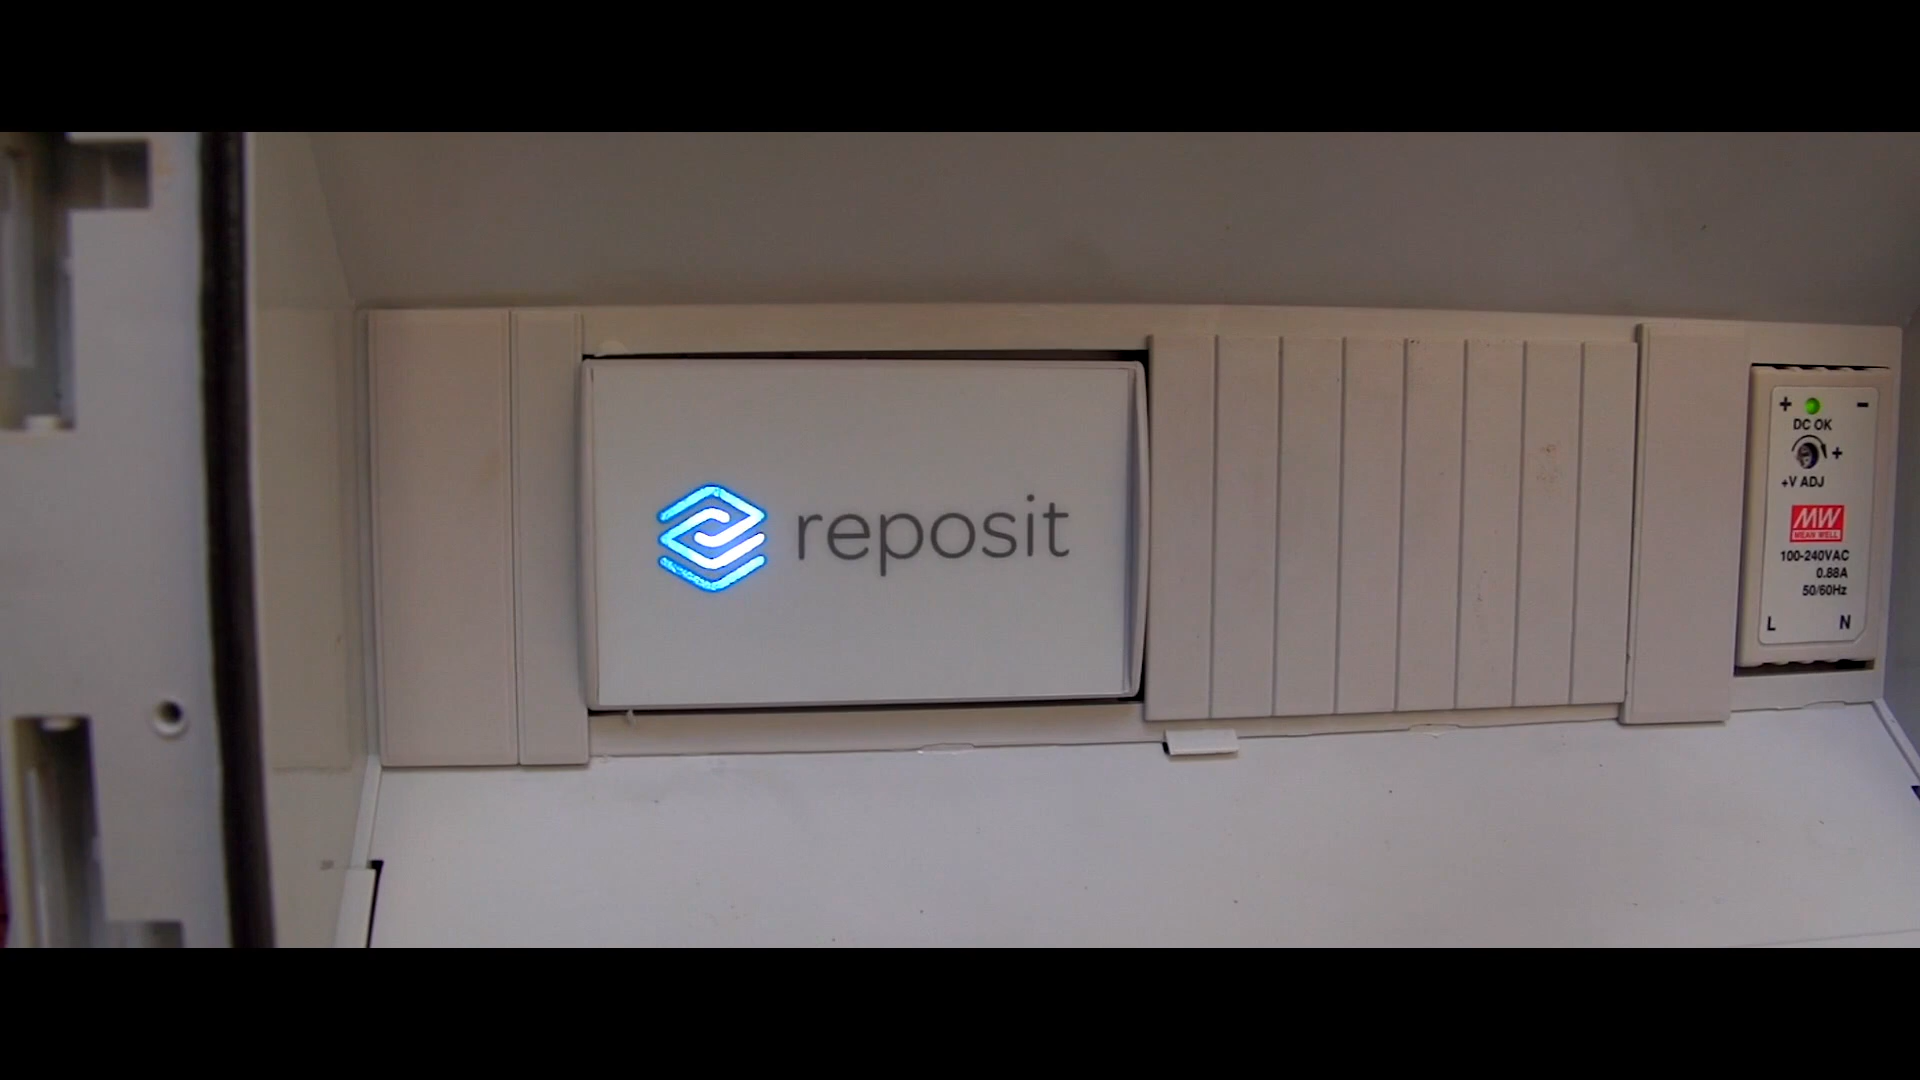 reposit
+ -
DC OK
+
+V ADJ
MW
MEAN WELL
100-240VAC
0.88A
50/60Hz
L N